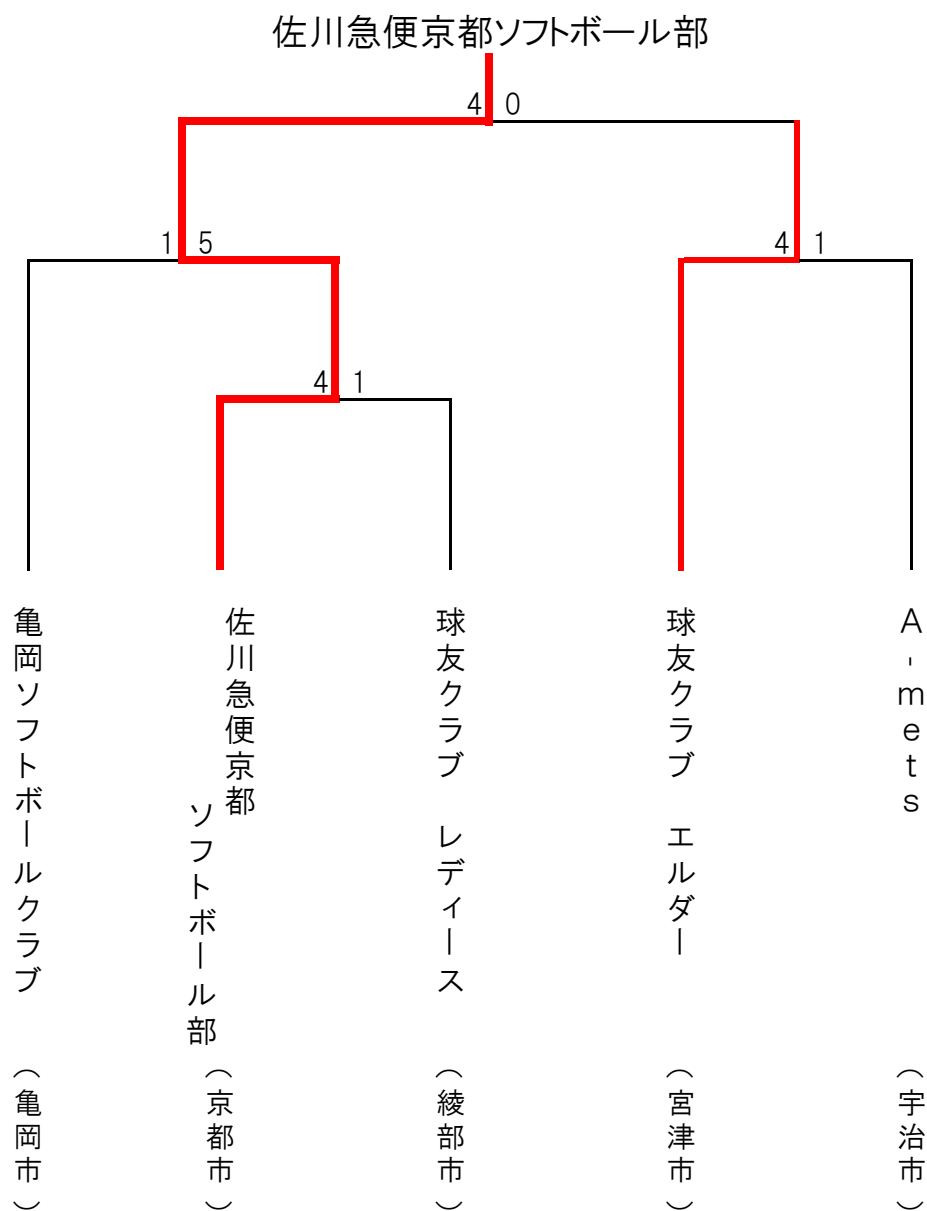 佐川急便京都ソフトボール部
4 0
1 5
4 1
4 1
亀岡ソフトボールクラブ （亀岡市）
佐川急便京都
ソフトボール部 （京都市）
球友クラブ　レディース （綾部市）
球友クラブ　エルダー （宮津市）
A-mets （宇治市）